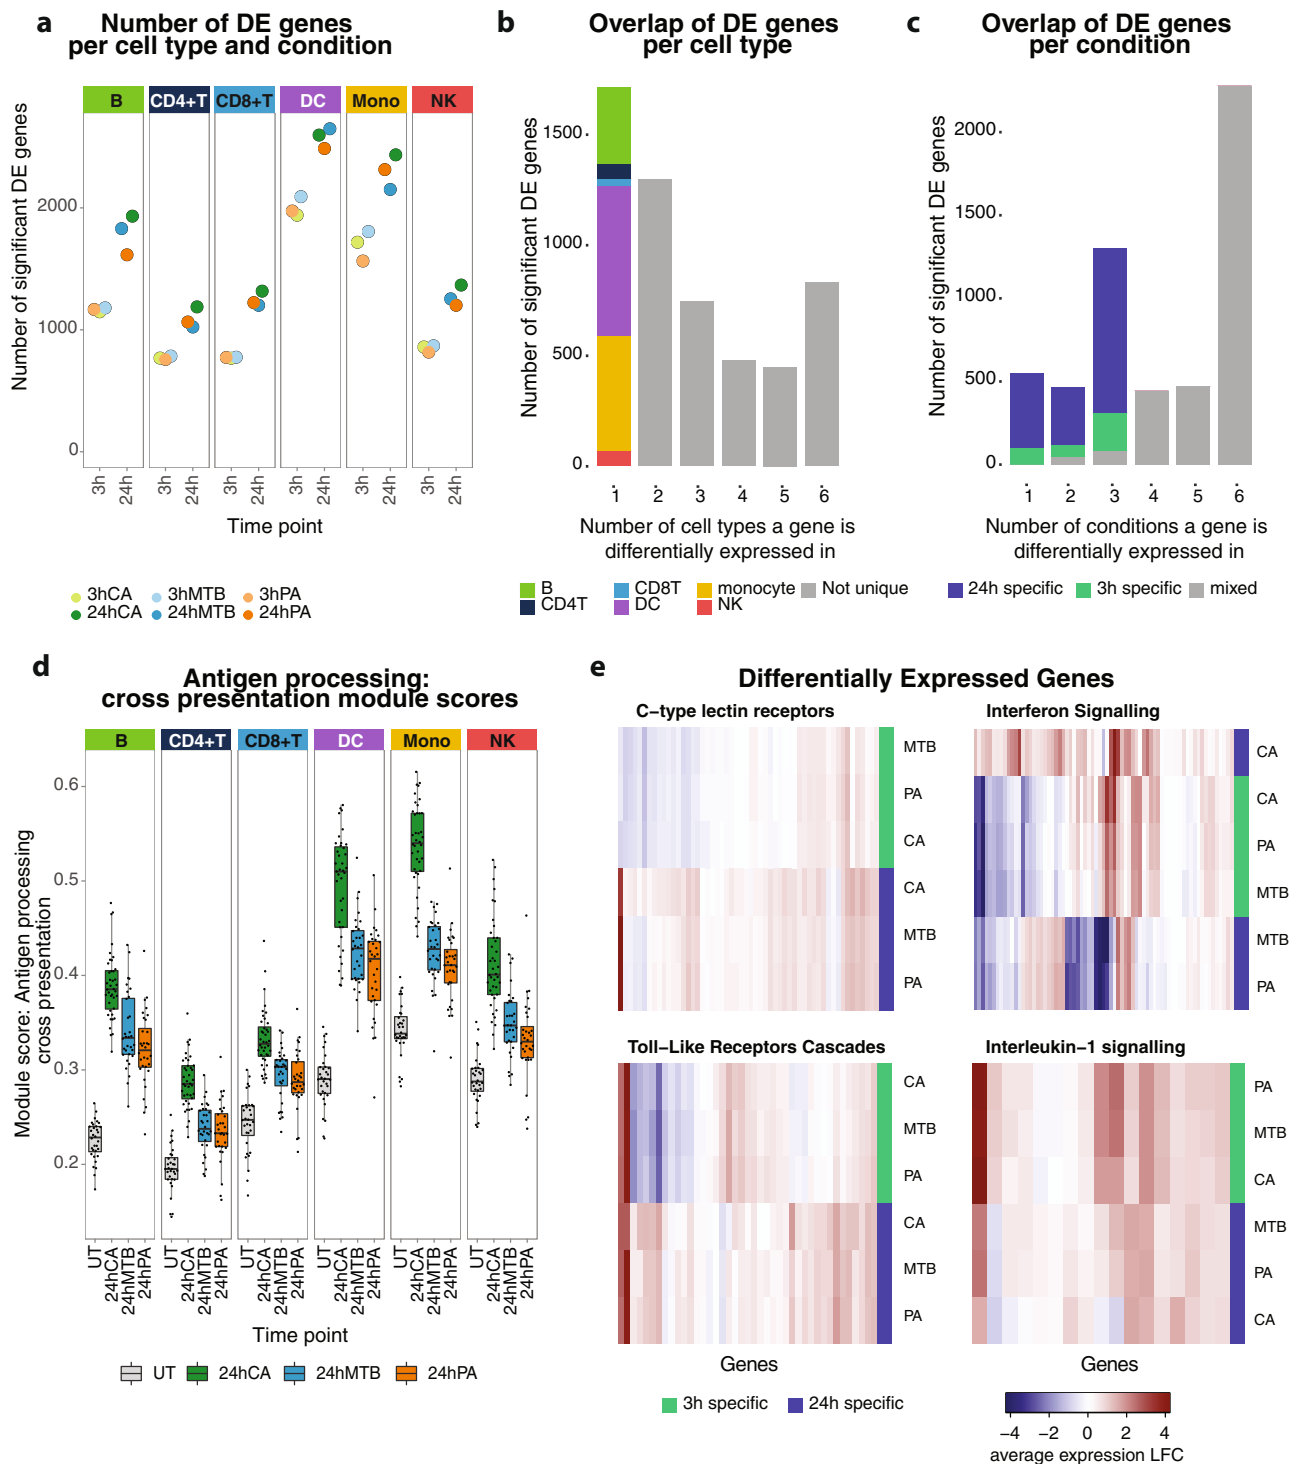 a
Number of DE genes
per cell type and condition
B CD4+T CD8+T DC Mono NK
Number of significant DE genes
2000
1000
0
3h 24h 3h 24h 3h 24h 3h 24h 3h 24h 3h 24h
Time point
3hCA 3hMTB 3hPA
24hCA 24hMTB 24hPA
b
Overlap of DE genes
per cell type
Number of significant DE genes
1500
1000
500
0
1 2 3 4 5 6
Number of cell types a gene is
differentially expressed in
B CD8T monocyte Not unique
CD4T DC NK
c
Overlap of DE genes
per condition
Number of significant DE genes
2000
1500
1000
500
0
1 2 3 4 5 6
Number of conditions a gene is
differentially expressed in
24h specific 3h specific mixed
d
Antigen processing:
cross presentation module scores
B CD4+T CD8+T DC Mono NK
Module score: Antigen processing
cross presentation
0.6
0.5
0.4
0.3
0.2
UT 24hCA 24hMTB 24hPA UT 24hCA 24hMTB 24hPA UT 24hCA 24hMTB 24hPA UT 24hCA 24hMTB 24hPA UT 24hCA 24hMTB 24hPA UT 24hCA 24hMTB 24hPA
Time point
UT 24hCA 24hMTB 24hPA
e
Differentially Expressed Genes
C−type lectin receptors
MTB
PA
CA
CA
MTB
PA
Interferon Signalling
CA
CA
PA
MTB
MTB
PA
Toll−Like Receptors Cascades
CA
MTB
PA
CA
MTB
PA
Genes
Interleukin−1 signalling
PA
MTB
CA
MTB
PA
CA
Genes
3h specific 24h specific
−4 −2 0 2 4
average expression LFC